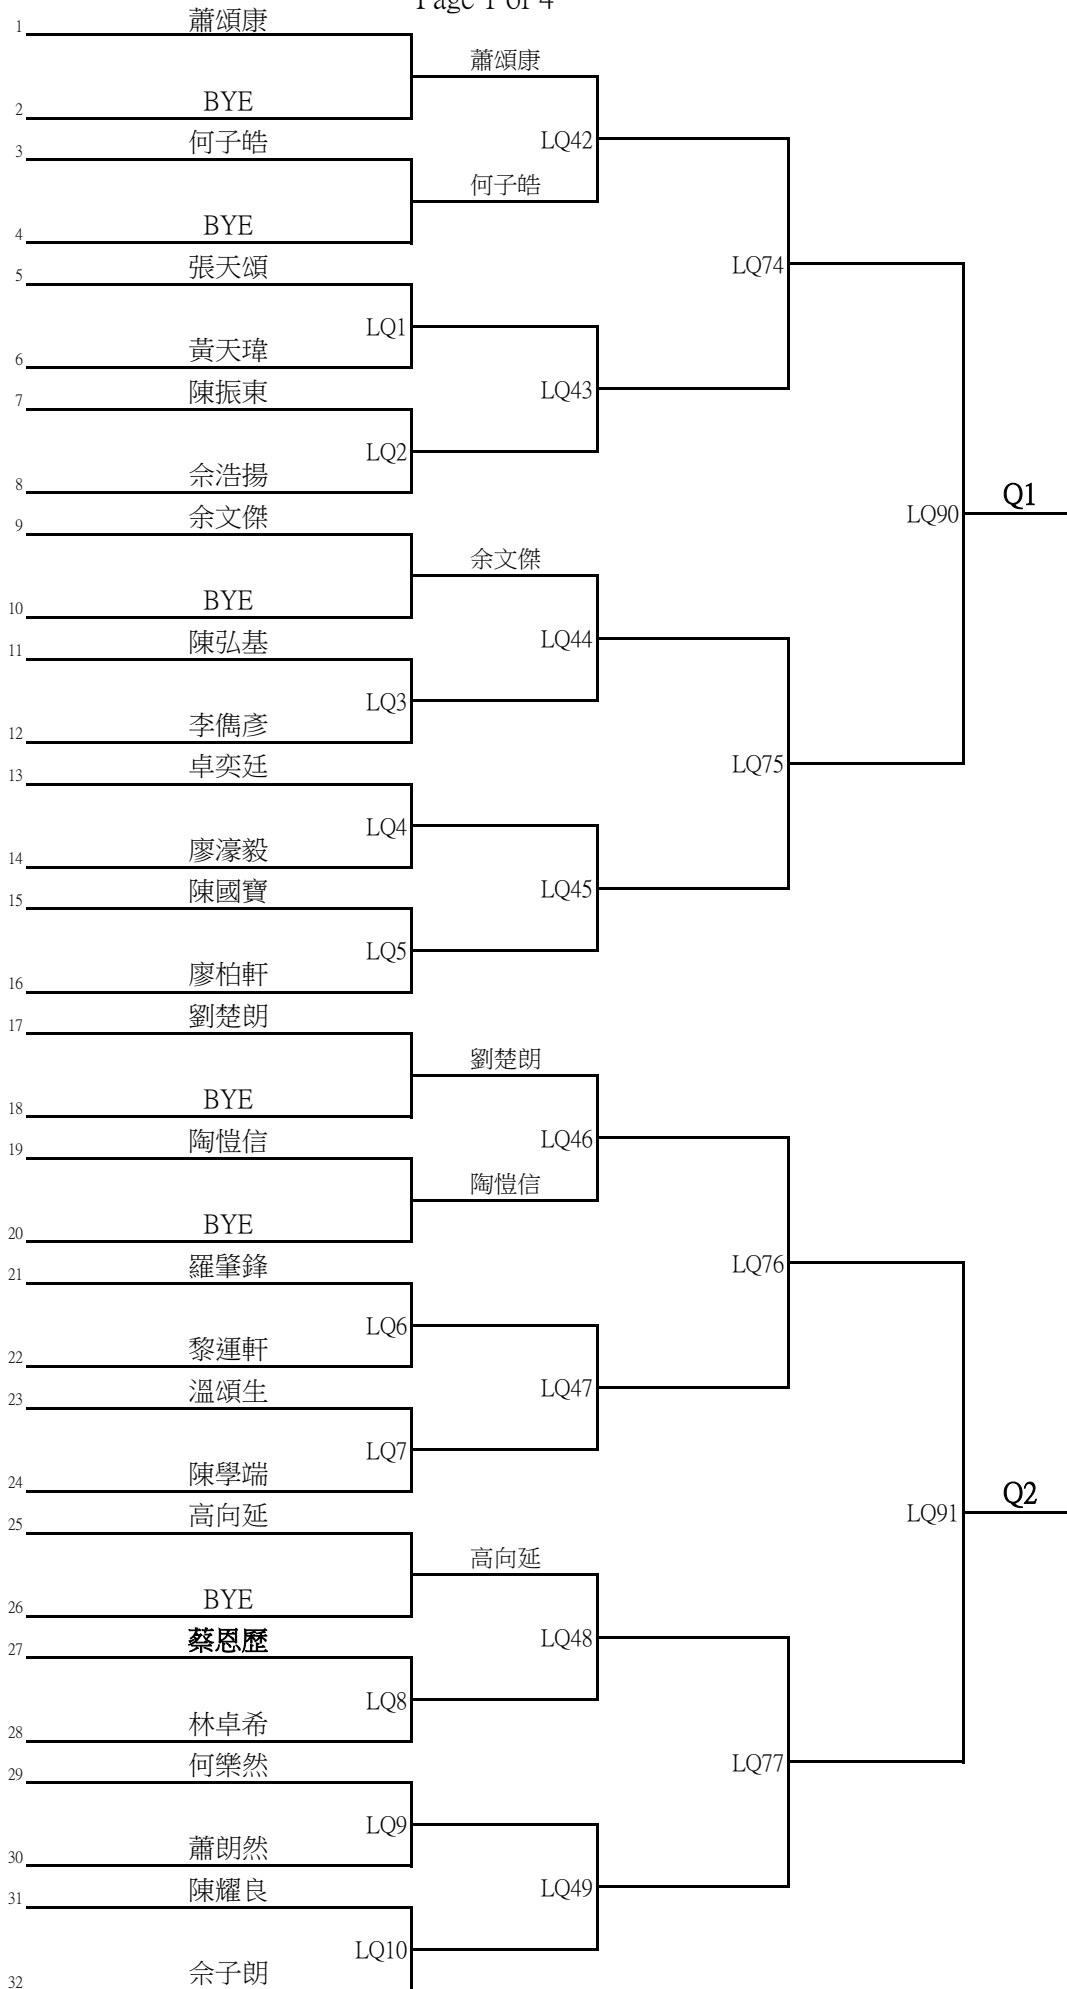 Page 1 of 4
1 蕭頌康
蕭頌康
2 BYE
3 何子皓
LQ42
何子皓
4 BYE
5 張天頌
LQ74
LQ1
6 黃天瑋
7 陳振東
LQ43
LQ2
8 佘浩揚
9 余文傑
Q1
LQ90
余文傑
10 BYE
11 陳弘基
LQ44
LQ3
12 李儁彥
13 卓奕廷
LQ75
LQ4
14 廖濠毅
15 陳國寶
LQ45
LQ5
16 廖柏軒
17 劉楚朗
劉楚朗
18 BYE
19 陶愷信
LQ46
陶愷信
20 BYE
21 羅肇鋒
LQ76
LQ6
22 黎運軒
23 溫頌生
LQ47
LQ7
24 陳學端
25 高向延
Q2
LQ91
高向延
26 BYE
27 蔡恩歷
LQ48
LQ8
28 林卓希
29 何樂然
LQ77
LQ9
30 蕭朗然
31 陳耀良
LQ49
LQ10
32 佘子朗